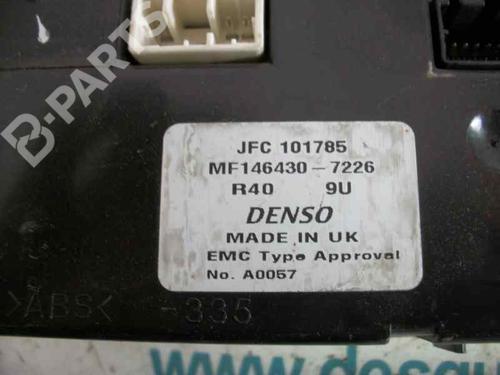 JFC 101785
MF146430-7226
R40 9U
DENSO
MADE IN UK
EMC Type Approval
No. A0057
>ABS< -335
www.desgu
PARTS